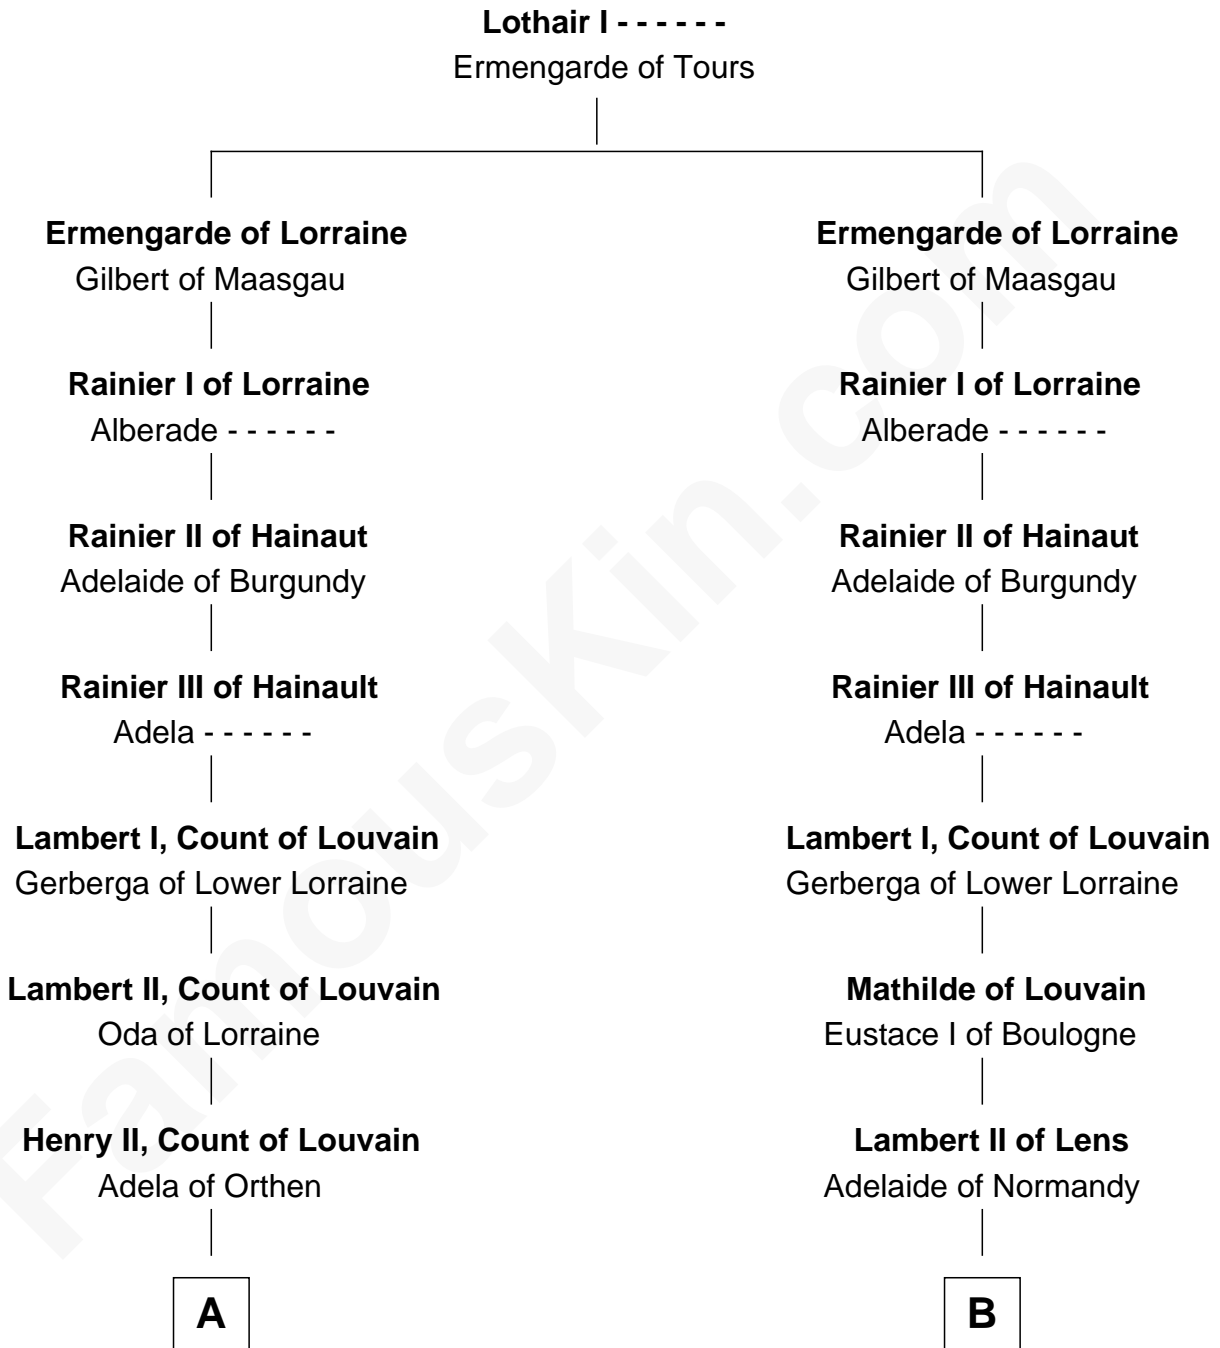 Lothair I - - - - - -
Ermengarde of Tours
Ermengarde of Lorraine
Gilbert of Maasgau
Rainier I of Lorraine
Alberade - - - - - -
Rainier II of Hainaut
Adelaide of Burgundy
Rainier III of Hainault
Adela - - - - - -
Lambert I, Count of Louvain
Gerberga of Lower Lorraine
Lambert II, Count of Louvain
Oda of Lorraine
Henry II, Count of Louvain
Adela of Orthen
A
Ermengarde of Lorraine
Gilbert of Maasgau
Rainier I of Lorraine
Alberade - - - - - -
Rainier II of Hainaut
Adelaide of Burgundy
Rainier III of Hainault
Adela - - - - - -
Lambert I, Count of Louvain
Gerberga of Lower Lorraine
Mathilde of Louvain
Eustace I of Boulogne
Lambert II of Lens
Adelaide of Normandy
B
FamousKin.com